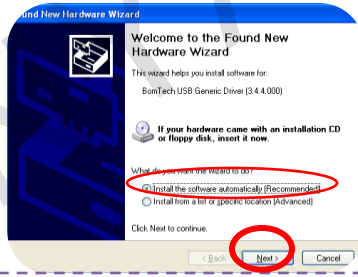 Found New Hardware Wizard
Welcome to the Found New
Hardware Wizard
This wizard helps you install software for:
BomTech USB Generic Driver (3.4.4.000)
If your hardware came with an installation CD
or floppy disk, insert it now.
What do you want the wizard to do?
Install the software automatically (Recommended)
Install from a list or specific location (Advanced)
Click Next to continue.
< Back Next > Cancel